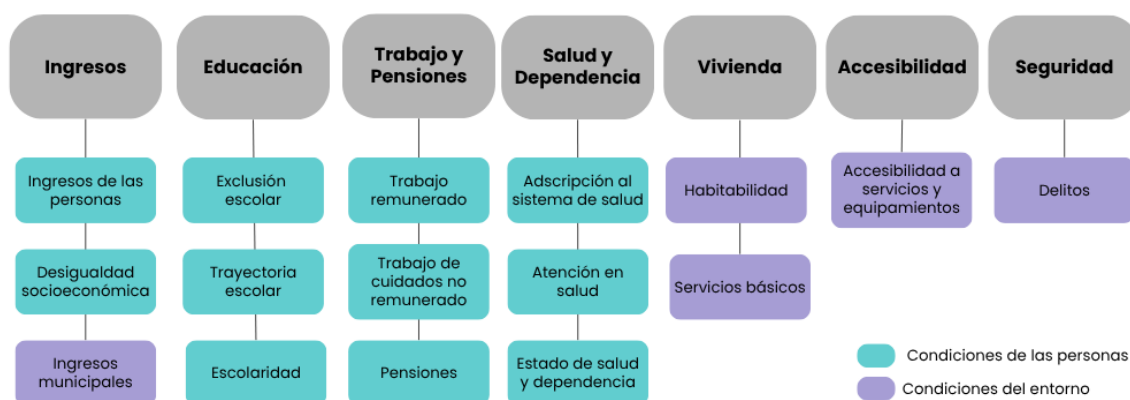 Ingresos
Educación
Trabajo y
Pensiones
Salud y
Dependencia
Vivienda
Accesibilidad
Seguridad
Ingresos de las
personas
Exclusión
escolar
Trabajo
remunerado
Adscripción al
sistema de salud
Habitabilidad
Accesibilidad a
servicios y
equipamientos
Delitos
Desigualdad
socioeconómica
Trayectoria
escolar
Trabajo de
cuidados no
remunerado
Atención en
salud
Servicios básicos
Ingresos
municipales
Escolaridad
Pensiones
Estado de salud
y dependencia
Condiciones de las personas
Condiciones del entorno